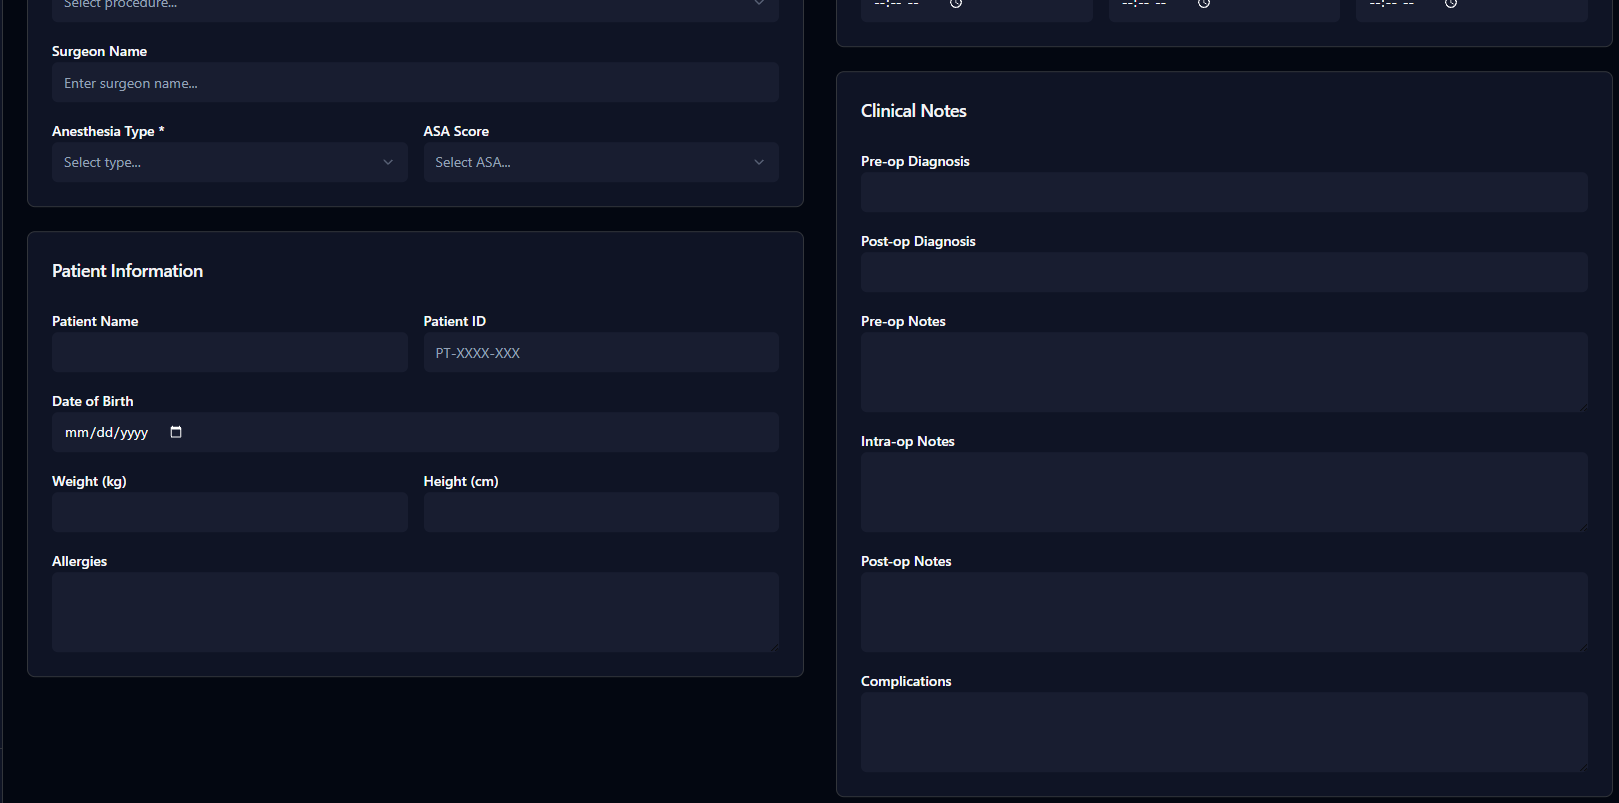 Select procedure...
Surgeon Name
Enter surgeon name...
Anesthesia Type *
ASA Score
Select type...
Select ASA...
Patient Information
Patient Name
Patient ID
PT-XXXX-XXX
Date of Birth
mm/dd/yyyy
Weight (kg)
Height (cm)
Allergies
--:-- --
--:-- --
--:-- --
Clinical Notes
Pre-op Diagnosis
Post-op Diagnosis
Pre-op Notes
Intra-op Notes
Post-op Notes
Complications